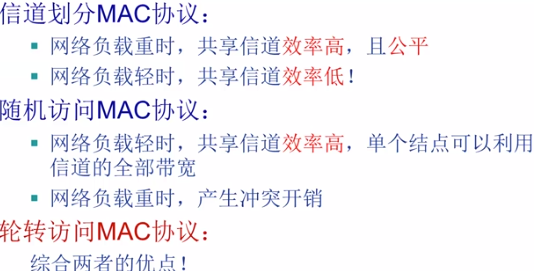 信道划分MAC协议：
网络负载重时，共享信道效率高，且公平
网络负载轻时，共享信道效率低！
随机访问MAC协议：
网络负载轻时，共享信道效率高，单个结点可以利用
信道的全部带宽
网络负载重时，产生冲突开销
轮转访问MAC协议：
综合两者的优点！